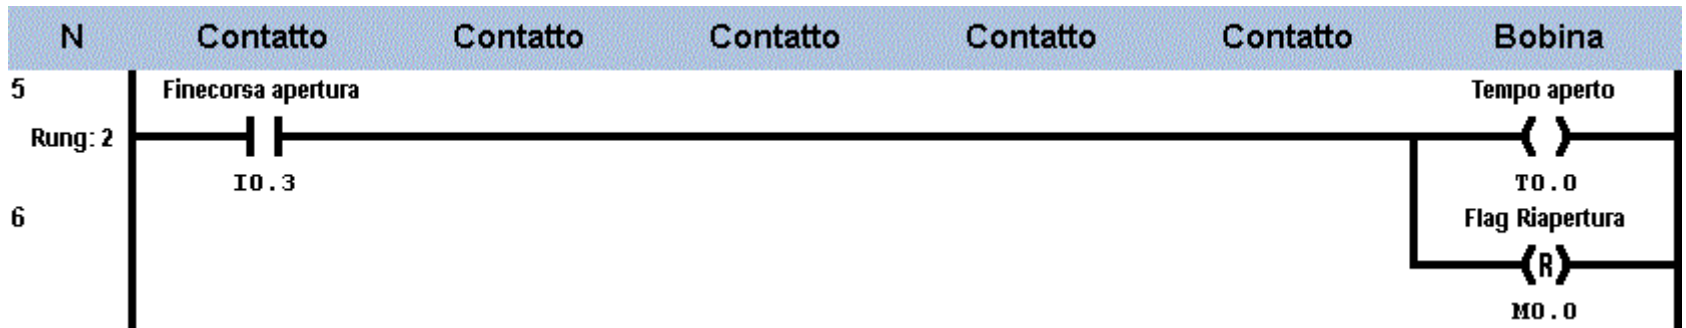 N Contatto Contatto Contatto Contatto Contatto Bobina
5 Finecorsa apertura Tempo aperto
Rung: 2
I0.3 T0.0
6 Flag Riapertura
R
M0.0